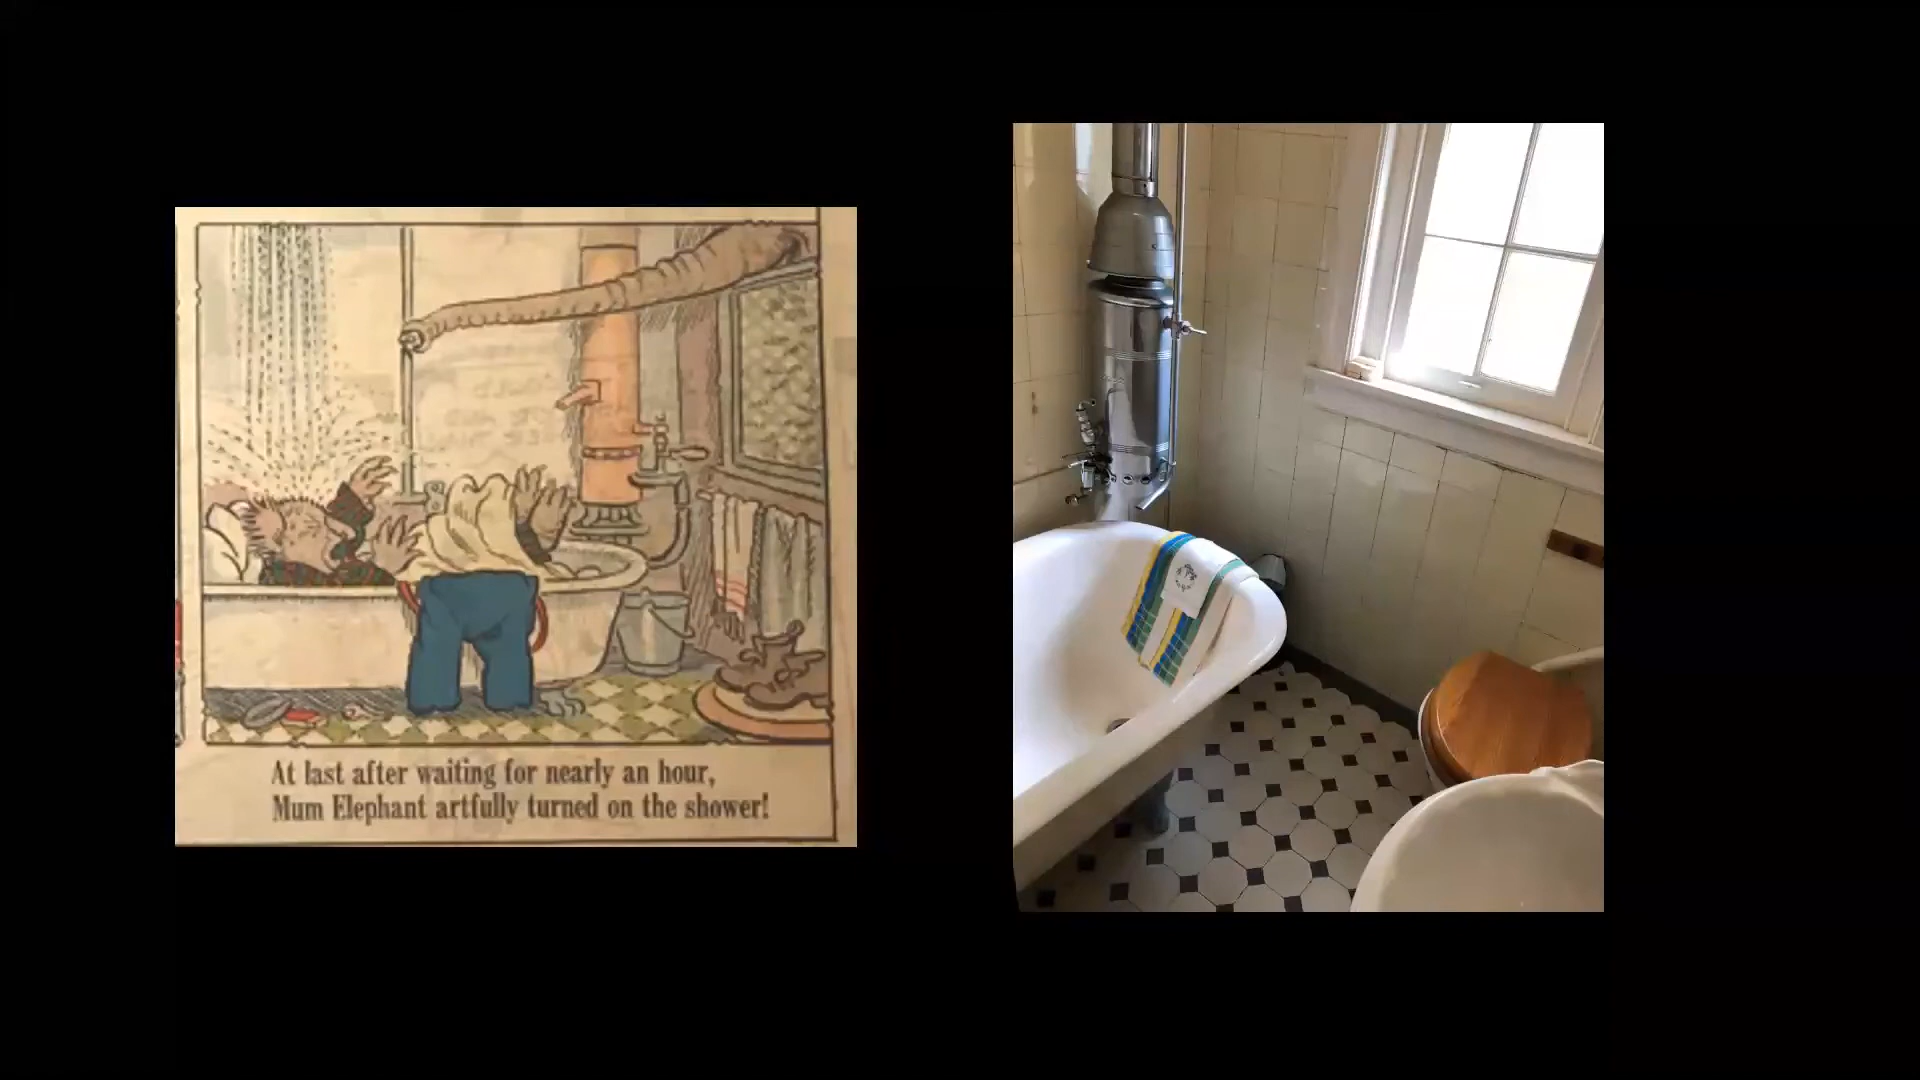 At last after waiting for nearly an hour,
Mum Elephant artfully turned on the shower!